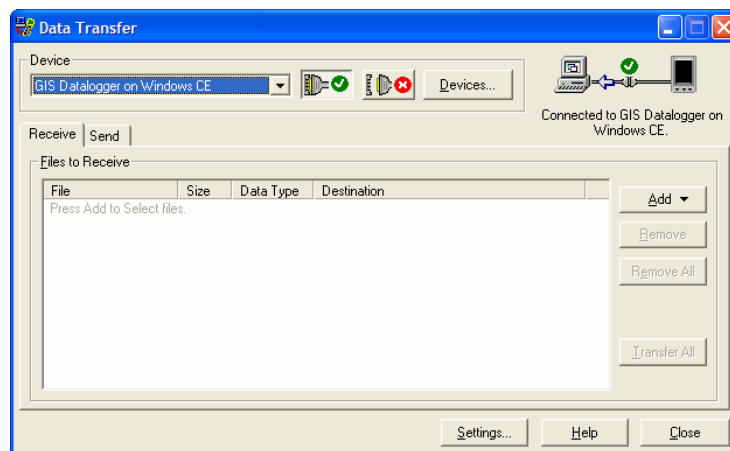 Data Transfer
Device
GIS Datalogger on Windows CE
Devices...
Connected to GIS Datalogger on
Windows CE.
Receive
Send
Files to Receive
File
Size
Data Type
Destination
Press Add to Select files.
Add
Remove
Remove All
Transfer All
Settings...
Help
Close